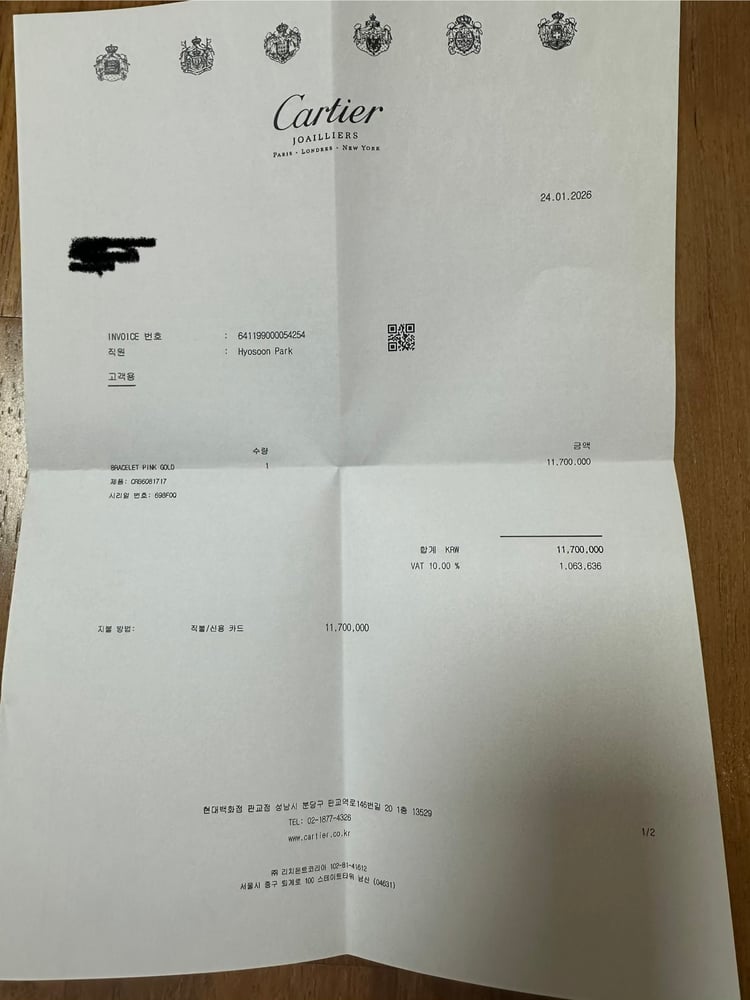 Cartier
JOAILLIERS
PARIS - LONDRES - NEW YORK
24.01.2026
INVOICE 번호 : 641199000054254
직원 : Hyosoon Park
고객용
수량 금액
BRACELET PINK GOLD 1 11,700,000
제품: CRB6081717
시리얼 번호: 698FOQ
합계 KRW 11,700,000
VAT 10.00 % 1,063,636
지불 방법: 직불/신용 카드 11,700,000
현대백화점 판교점 성남시 분당구 판교역로146번길 20 1층 13529
TEL: 02-1877-4326
www.cartier.co.kr
1/2
㈜ 리치몬트코리아 102-81-41612
서울시 중구 퇴계로 100 스테이트타워 남산 (04631)